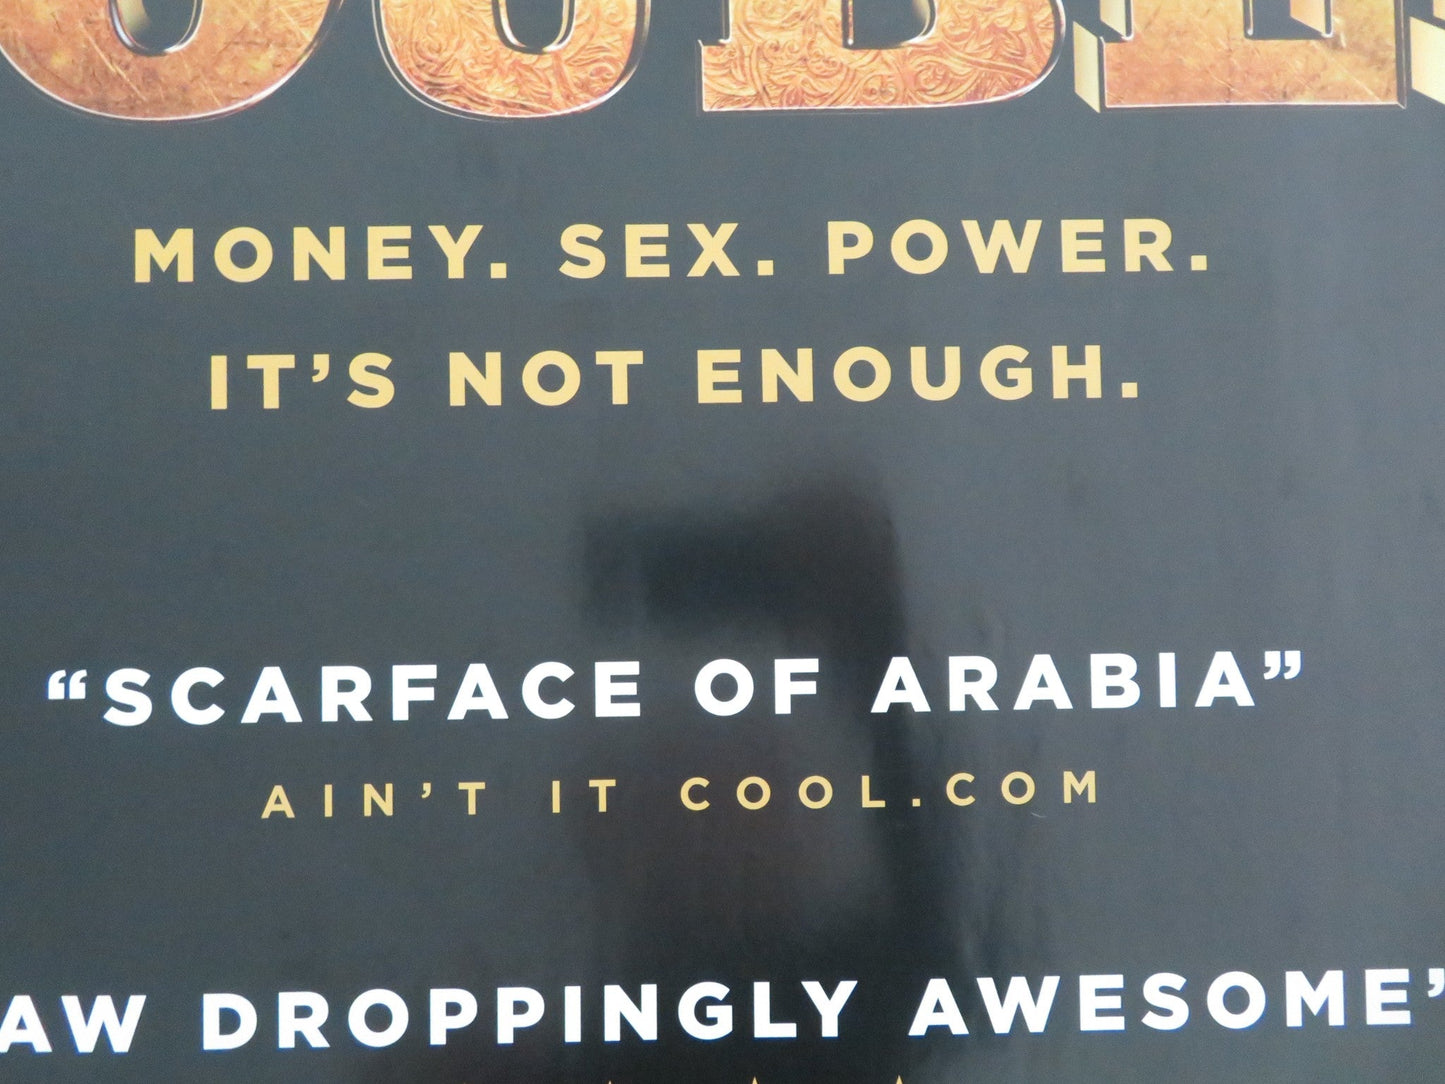 MONEY. SEX. POWER.
IT'S NOT ENOUGH.
“SCARFACE OF ARABIA”
AIN'T IT COOL.COM
AW DROPPINGLY AWESOME”